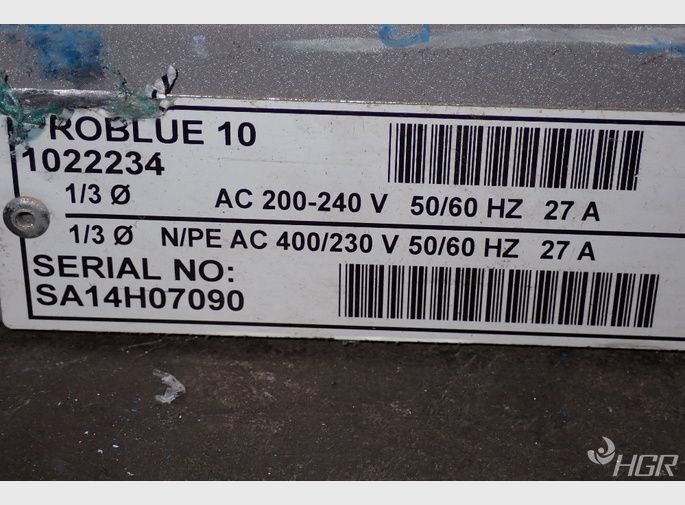 ROBLUE 10
1022234
1/3 Ø AC 200-240 V 50/60 HZ 27 A
1/3 Ø N/PE AC 400/230 V 50/60 HZ 27 A
SERIAL NO:
SA14H07090
HGR